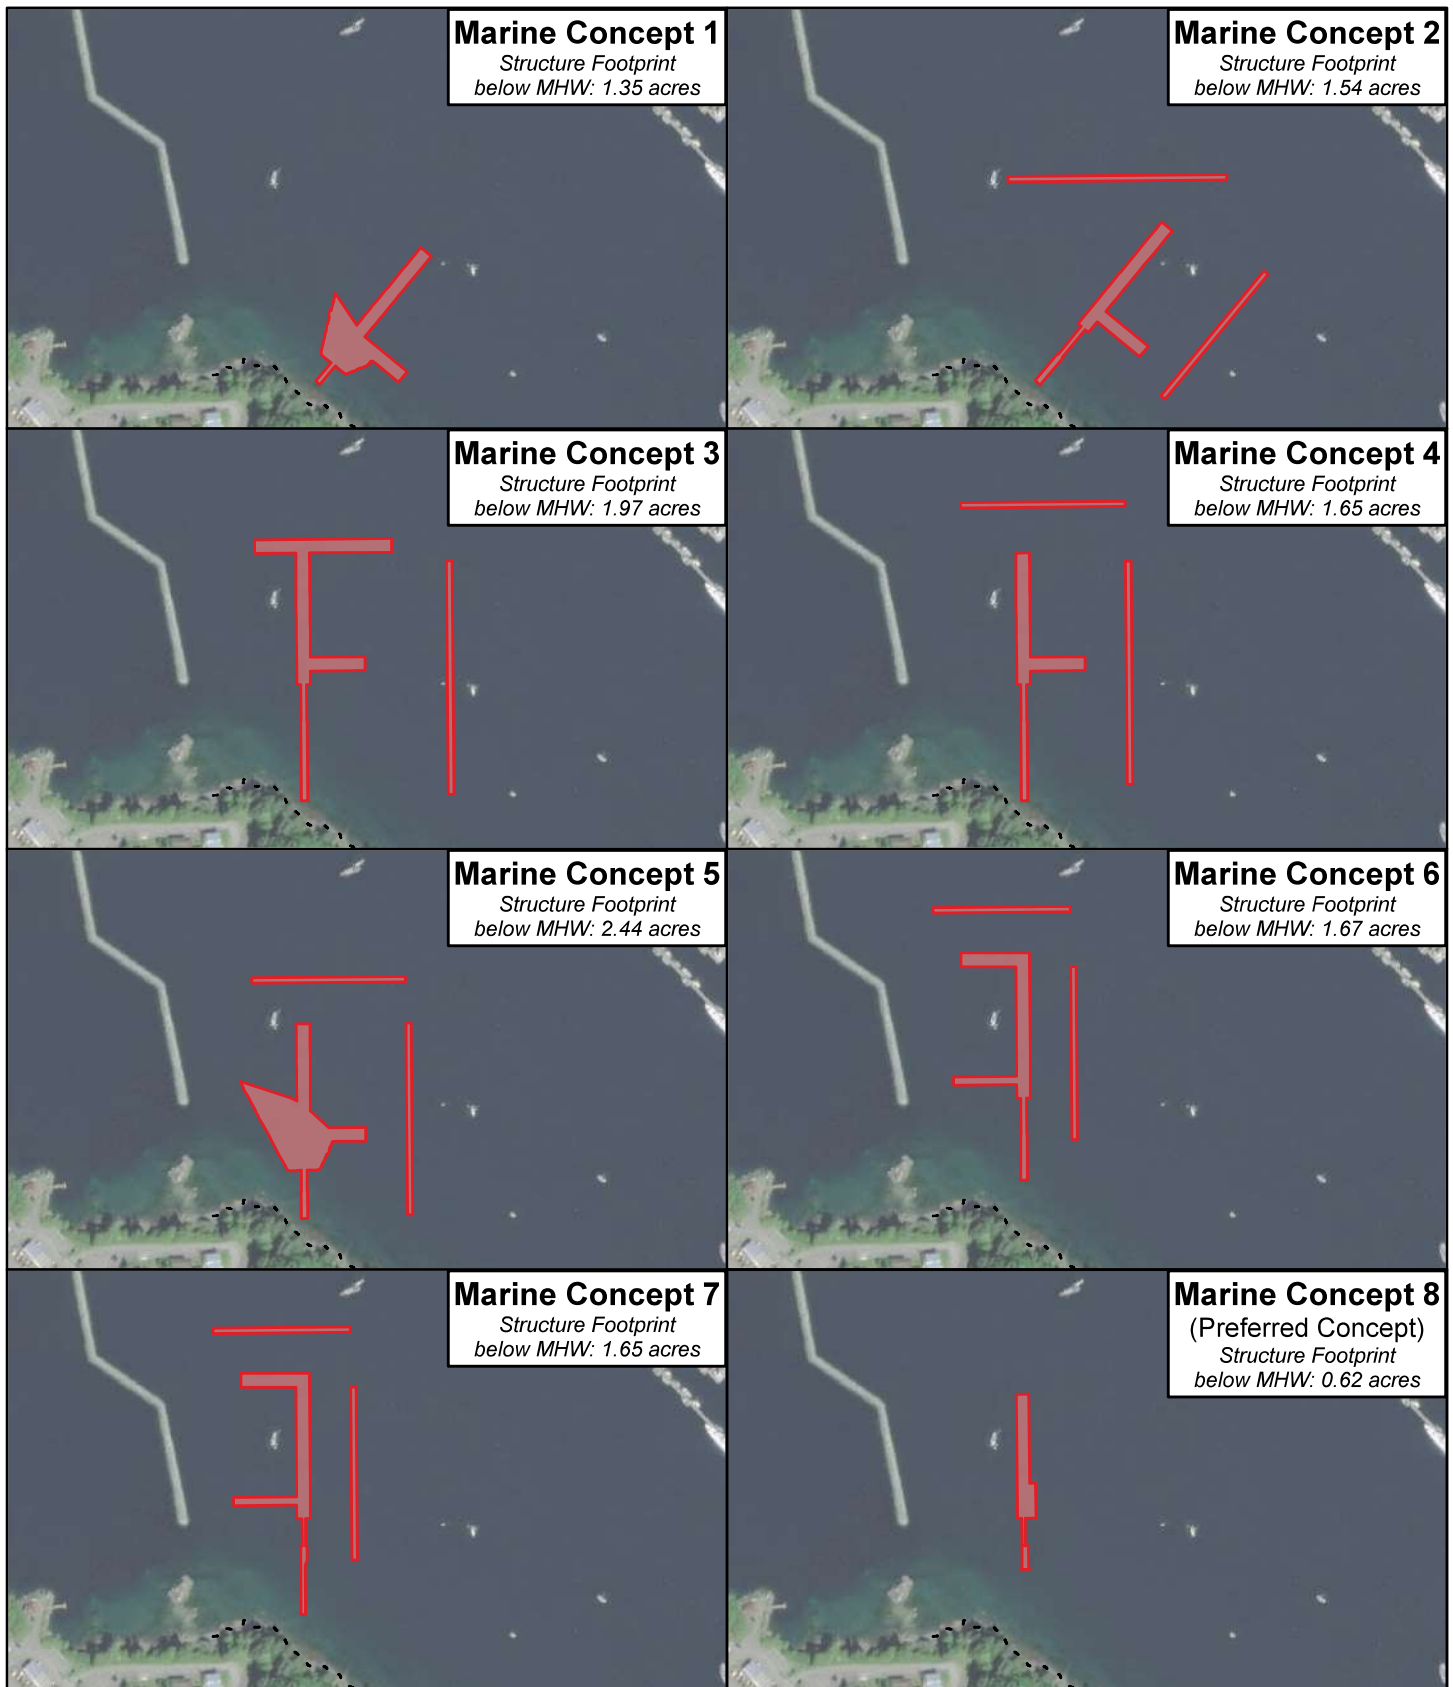 Marine Concept 1
Structure Footprint
below MHW: 1.35 acres
Marine Concept 2
Structure Footprint
below MHW: 1.54 acres
Marine Concept 3
Structure Footprint
below MHW: 1.97 acres
Marine Concept 4
Structure Footprint
below MHW: 1.65 acres
Marine Concept 5
Structure Footprint
below MHW: 2.44 acres
Marine Concept 6
Structure Footprint
below MHW: 1.67 acres
Marine Concept 7
Structure Footprint
below MHW: 1.65 acres
Marine Concept 8
(Preferred Concept)
Structure Footprint
below MHW: 0.62 acres